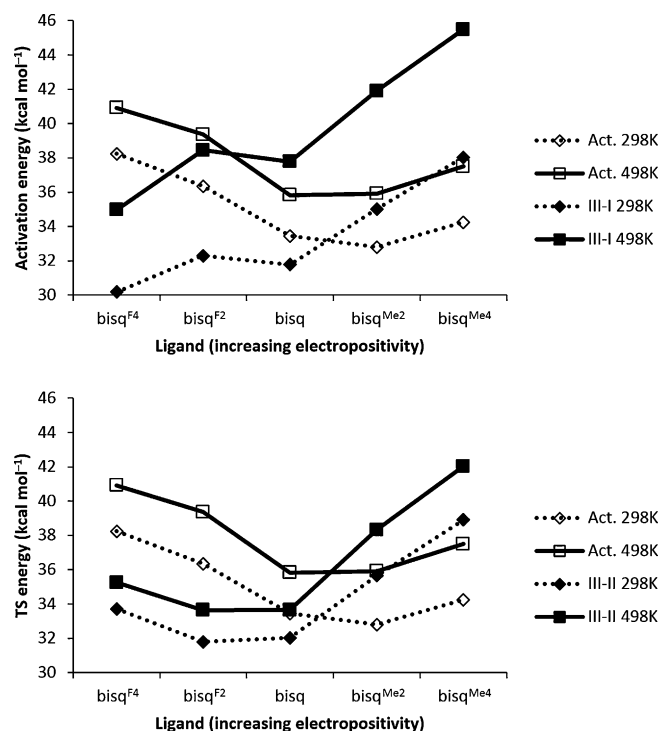 Activation energy (kcal mol⁻¹)
46
44
42
40
38
36
34
32
30
bisq^F4 bisq^F2 bisq bisq^Me2 bisq^Me4
Ligand (increasing electropositivity)
Act. 298K
Act. 498K
III-I 298K
III-I 498K
TS energy (kcal mol⁻¹)
46
44
42
40
38
36
34
32
30
bisq^F4 bisq^F2 bisq bisq^Me2 bisq^Me4
Ligand (increasing electropositivity)
Act. 298K
Act. 498K
III-II 298K
III-II 498K